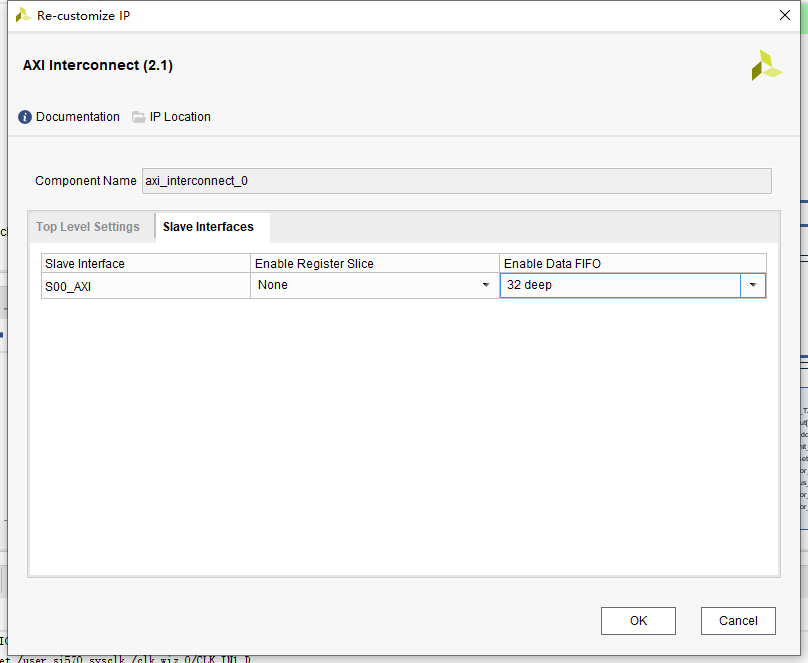 Re-customize IP
AXI Interconnect (2.1)
Documentation
IP Location
Component Name axi_interconnect_0
Top Level Settings
Slave Interfaces
Slave Interface Enable Register Slice Enable Data FIFO
S00_AXI None 32 deep
OK Cancel
et /user_si570_sysclk /clk_wiz_0/CLK_IN1_D